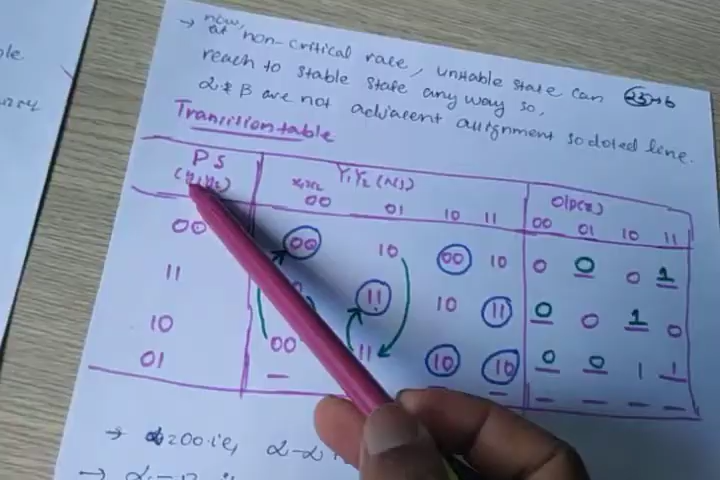 ole
→ now, at non-critical race, unstable state can
reach to stable state any way so,
α & β are not adjacent assignment so doted line.
Transition table
PS Y₁Y₂ (NS) O/p(z)
(y₁y₂) x₁x₂
00 01 10 11 00 01 10 11
00 00 10 00 10 0 0 0 1
11 11 10 11 0 0 1 0
10 00 11 10 10 0 0 1 1
01 — — — — — — —
→ α=00 i.e, α-α
→